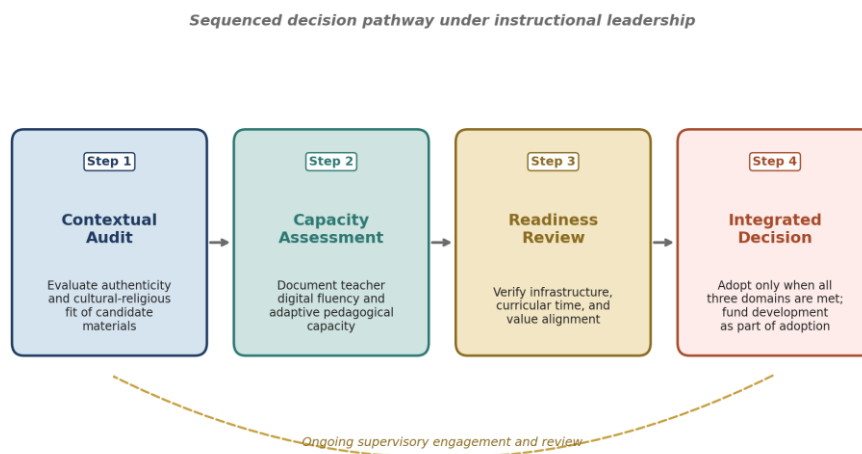 Sequenced decision pathway under instructional leadership
Step 1
Contextual
Audit
Evaluate authenticity
and cultural-religious
fit of candidate
materials
Step 2
Capacity
Assessment
Document teacher
digital fluency and
adaptive pedagogical
capacity
Step 3
Readiness
Review
Verify infrastructure,
curricular time, and
value alignment
Step 4
Integrated
Decision
Adopt only when all
three domains are met;
fund development
as part of adoption
Ongoing supervisory engagement and review